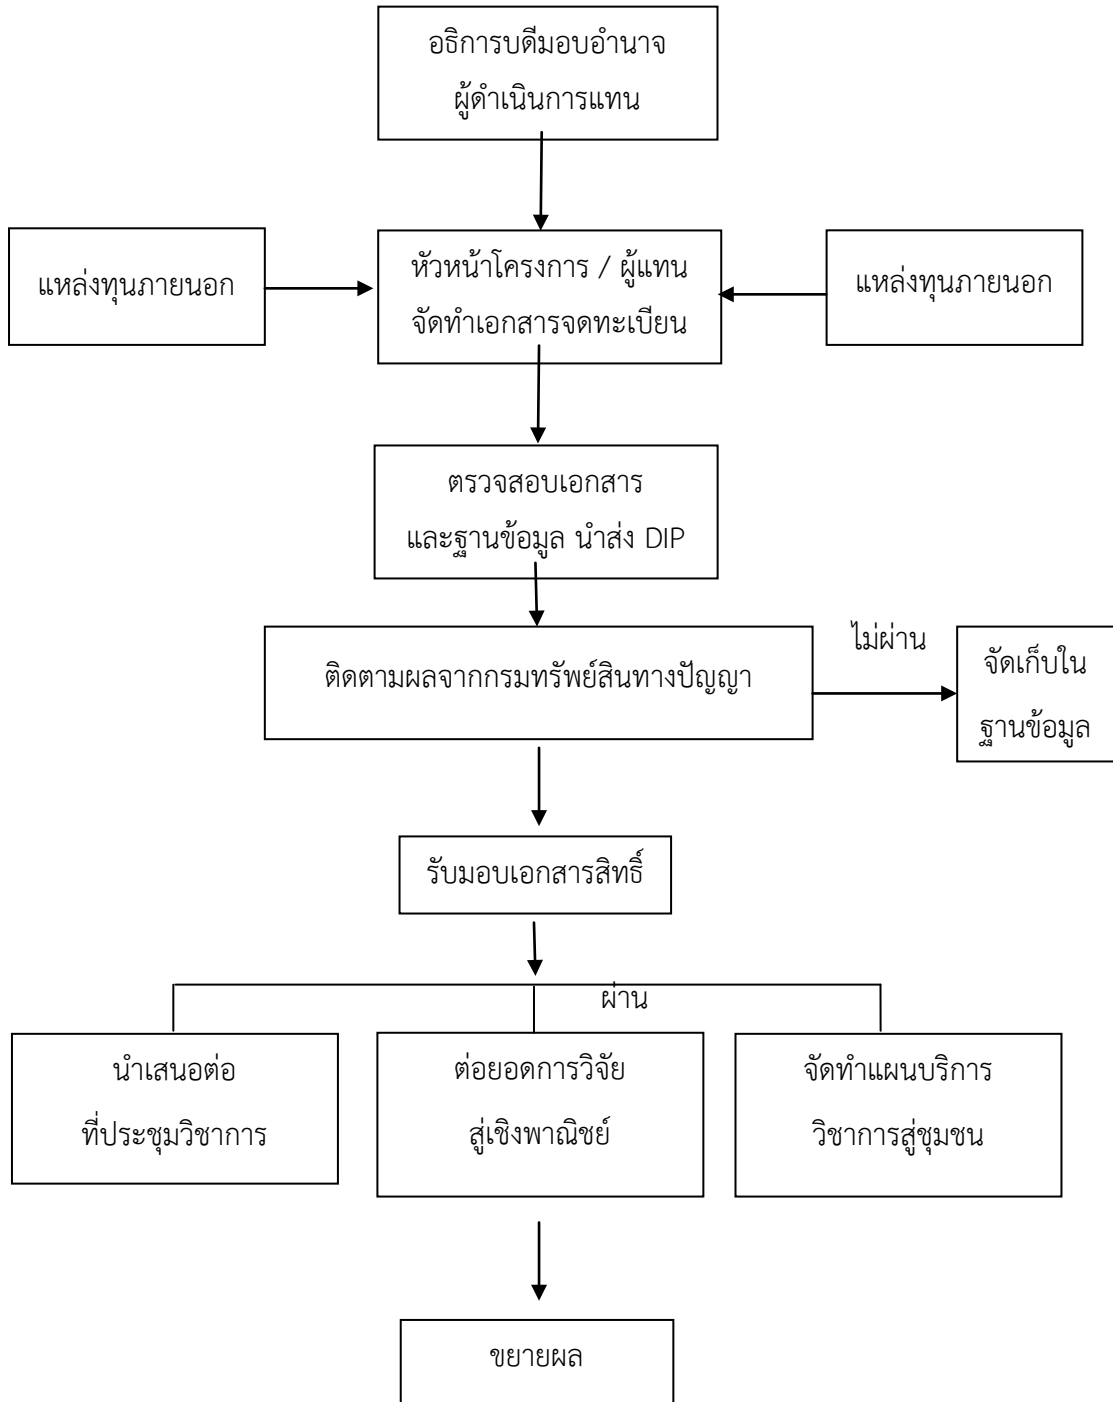 อธิการบดีมอบอำนาจ
ผู้ดำเนินการแทน
แหล่งทุนภายนอก
หัวหน้าโครงการ / ผู้แทน
จัดทำเอกสารจดทะเบียน
แหล่งทุนภายนอก
ตรวจสอบเอกสาร
และฐานข้อมูล นำส่ง DIP
ติดตามผลจากกรมทรัพย์สินทางปัญญา
ไม่ผ่าน
จัดเก็บใน
ฐานข้อมูล
รับมอบเอกสารสิทธิ์
ผ่าน
นำเสนอต่อ
ที่ประชุมวิชาการ
ต่อยอดการวิจัย
สู่เชิงพาณิชย์
จัดทำแผนบริการ
วิชาการสู่ชุมชน
ขยายผล